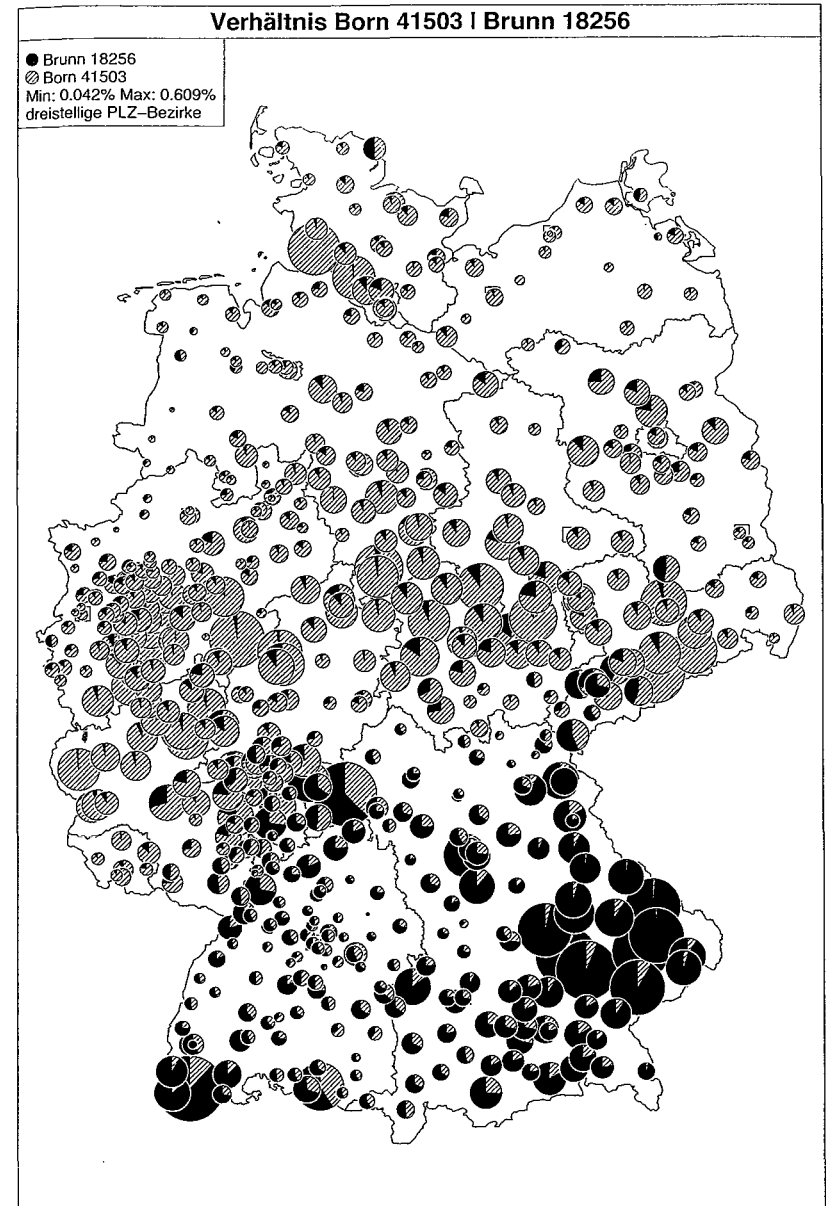 Verhältnis Born 41503 | Brunn 18256
Brunn 18256
Born 41503
Min: 0.042% Max: 0.609%
dreistellige PLZ–Bezirke